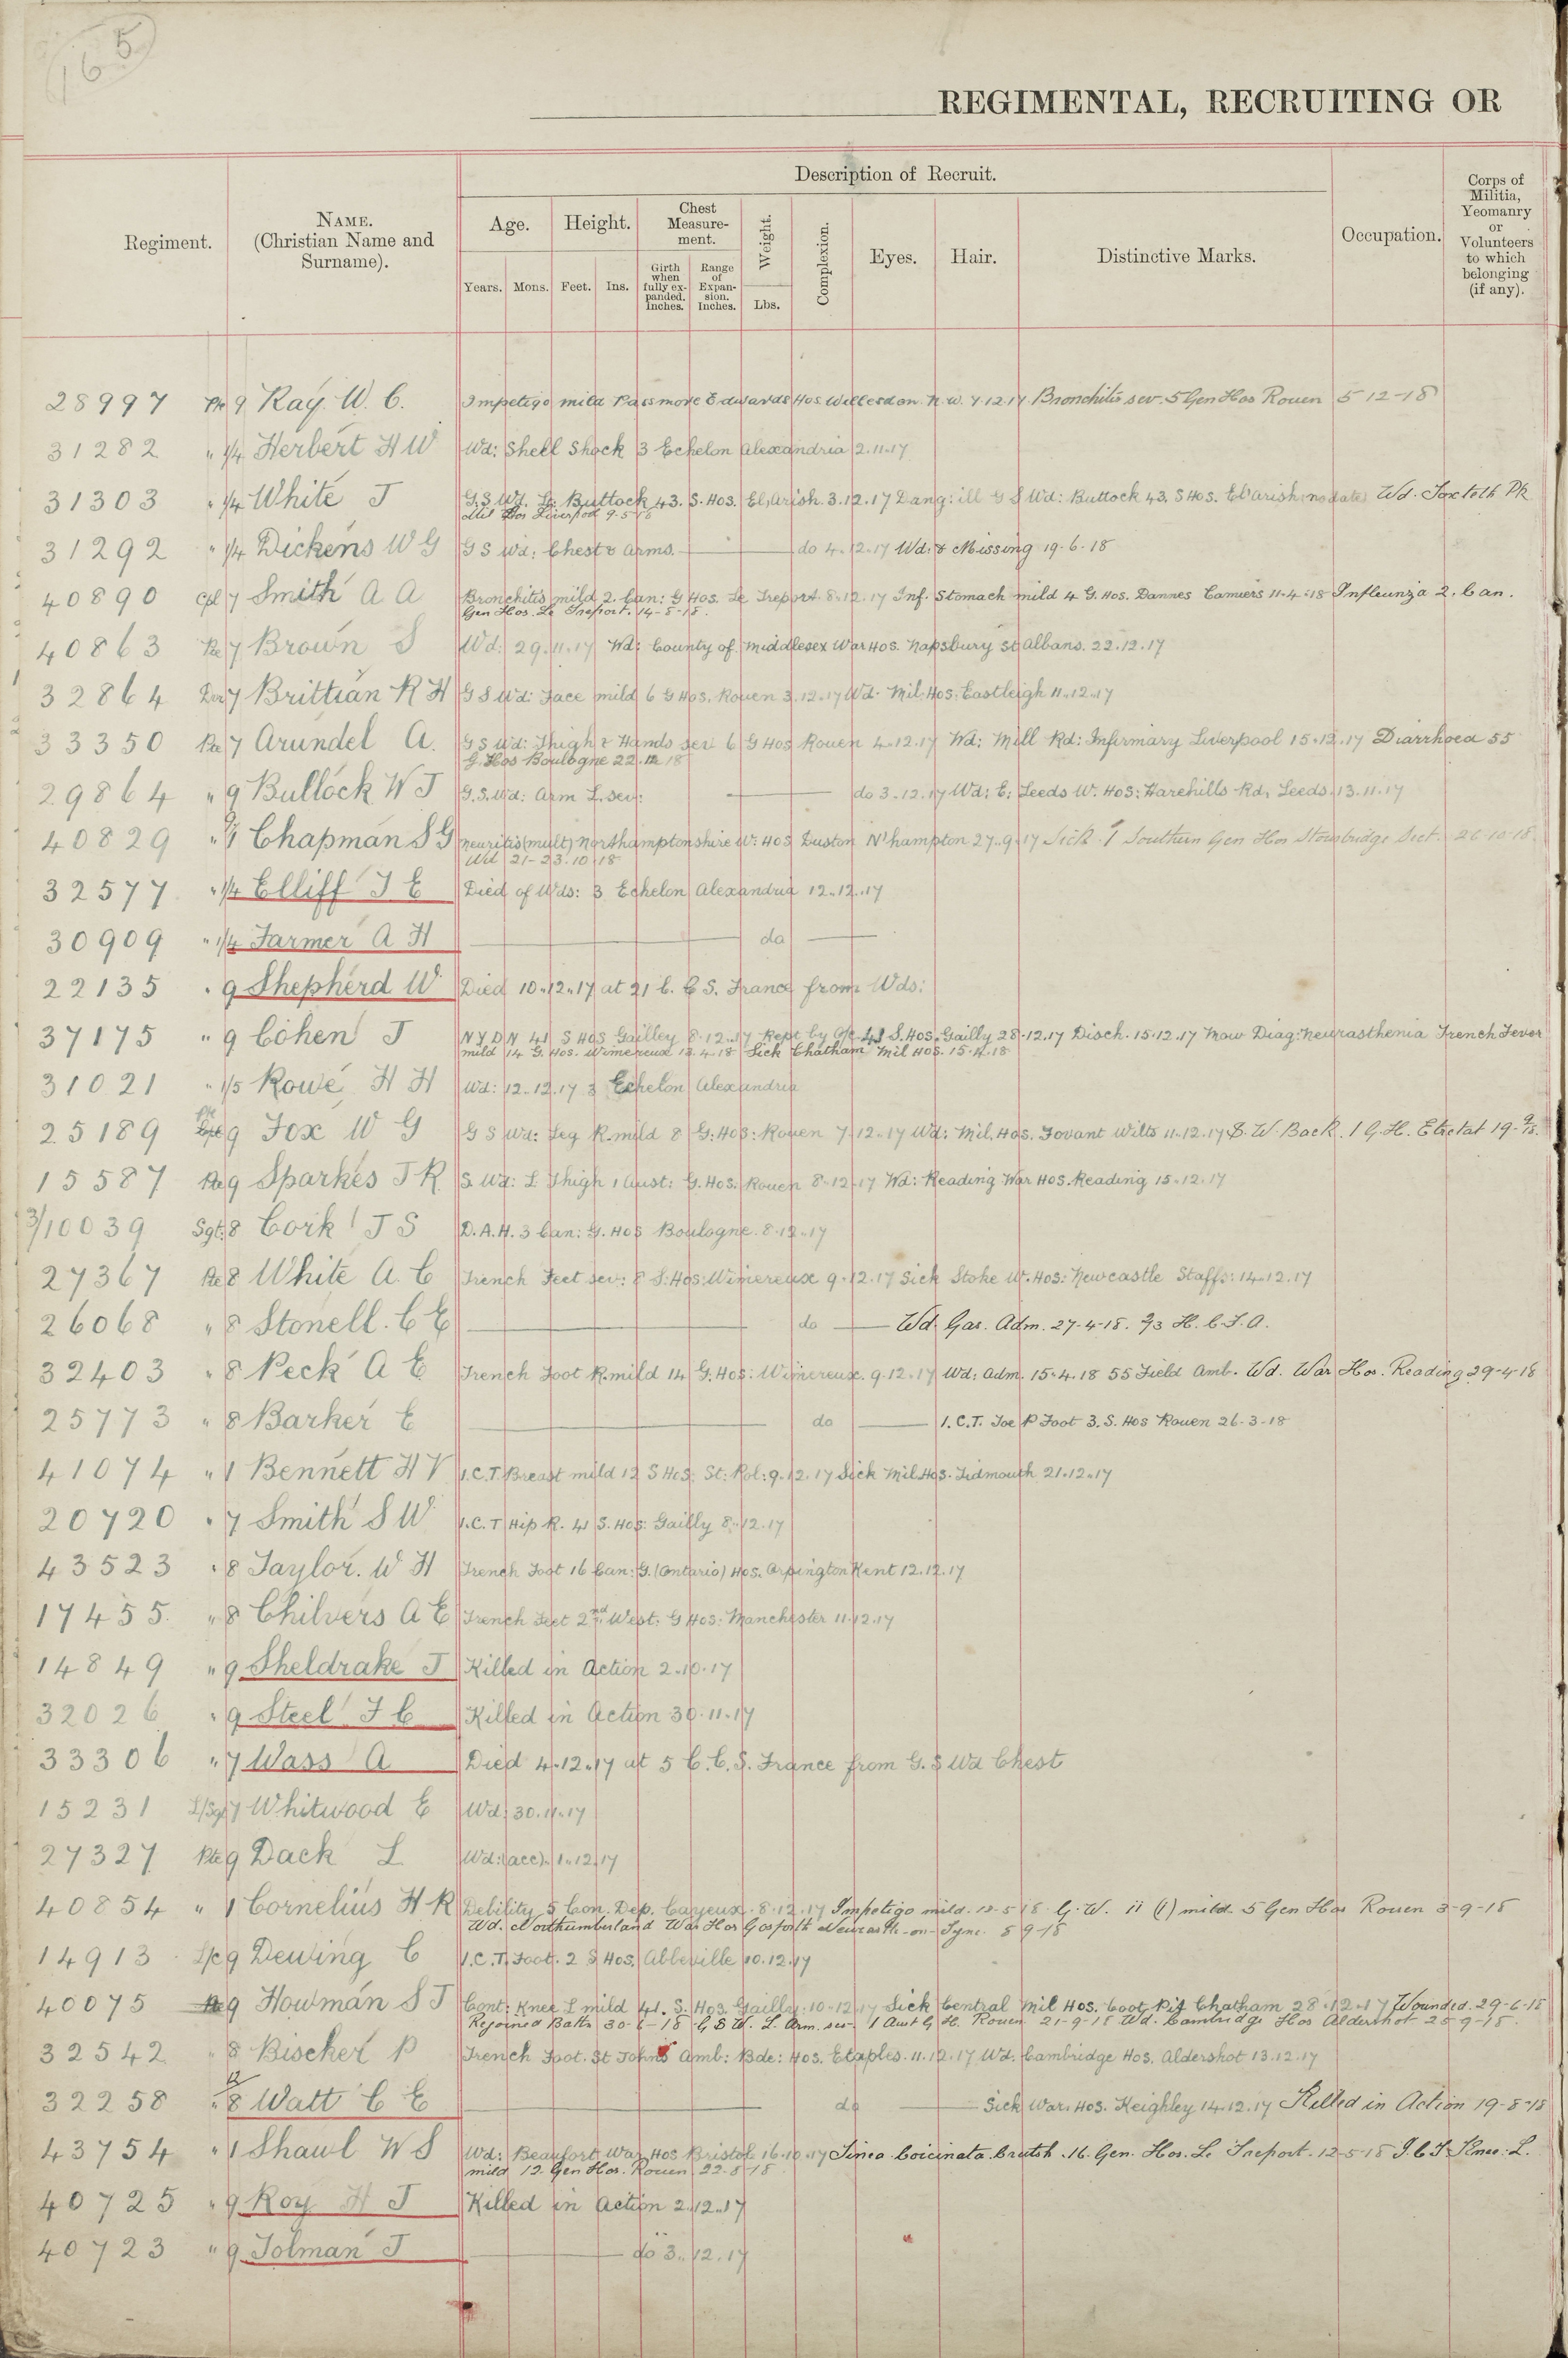 165
REGIMENTAL, RECRUITING OR
Regiment.
NAME.
(Christian Name and
Surname).
Description of Recruit.
Age.
Years. Mons.
Height.
Feet. Ins.
Chest
Measure-
ment.
Girth
when
fully ex-
panded.
Inches.
Range
of
Expan-
sion.
Inches.
Weight.
Lbs.
Complexion.
Eyes.
Hair.
Distinctive Marks.
Occupation.
Corps of
Militia,
Yeomanry
or
Volunteers
to which
belonging
(if any).
28997 Pte 9 Ray. W. C. Impetigo mild Passmore Edwards Hos. Willesden. N.W. 7.12.17. Bronchitis sev. 5 Gen Hos Rouen 5-12-18
31282 " 1/4 Herbert H W Wd: Shell Shock 3 Echelon Alexandria 2.11.17
31303 " 1/4 White J G.S.Wd. Lt. Buttock 43. S. Hos. El, Arish. 3.12.17 Dang: ill G S Wd: Buttock 43. S Hos. El Arish (no date) Wd. Toxteth Pk
Mil Hos Liverpool 9-5-18
31292 " 1/4 Dickens W G G S Wd: Chest & Arms. do 4.12.17 Wd: & Missing 19-6-18
40890 Cpl 7 Smith A A Bronchitis mild 2. Can: G Hos. Le Treport. 8.12.17 Inf. Stomach mild 4 G. Hos. Dannes Camiers 11-4-18 Influenza 2. Can.
Gen Hos. Le Treport. 14-5-18.
40863 Pte 7 Brown S Wd: 29.11.17 Wd: County of Middlesex War Hos. Napsbury St Albans. 22.12.17
32864 7 Brittian R H G S Wd: Face mild 6 G Hos. Rouen 3.12.17 Wd. Mil: Hos. Eastleigh 11.12.17
33350 Pte 7 Arundel A. G S Wd: Thigh & Hands sev: 6 G Hos Rouen 4.12.17 Wd: Mill Rd: Infirmary Liverpool 15.12.17 Diarrhoea 55
G. Hos Boulogne 22.12.18
29864 " 9 Bullock W J G.S.Wd: Arm L. sev: do 3.12.17 Wd: E: Leeds W. Hos: Harehills Rd, Leeds. 13.11.17
40829 " Chapman S G Neuritis (mult) Northamptonshire W: Hos Duston N'hampton 27.9.17 Sick. 1 Southern Gen Hos Stourbridge Sect. 26-10-18.
Wd 21-23.10.18
32577 " 1/4 Elliff J E Died of Wds: 3 Echelon Alexandria 12.12.17
30909 " 1/4 Farmer A H do
22135 " 9 Shepherd W Died 10.12.17 at 21 C. C S. France from Wds:
37175 " 9 Cohen J N Y D N 41 S Hos Gailley 8.12.17 Rept by O/c 41 S. Hos. Gailly 28.12.17 Disch. 15.12.17 Now Diag: Neurasthenia Trench Fever
mild 14 G. Hos. Wimereux 13.4.18 Sick Chatham Mil Hos. 15.4.18
31021 " 1/5 Rowe H H Wd: 12.12.17 3 Echelon Alexandria
25189 Pte 9 Fox W G G S Wd: Leg R. mild 8 G: Hos: Rouen 7.12.17 Wd: Mil. Hos. Fovant Wilts 11.12.17 S. W. Back. 1 G. H. Etretat 19-9/18.
15587 Pte 9 Sparkes J R S. Wd: L Thigh 1 Aust: G. Hos. Rouen 8.12.17 Wd: Reading War Hos. Reading 15.12.17
3/10039 Sgt. 8 Cork J S D.A.H. 3 Can: G. Hos Boulogne. 8.12.17
27367 Pte 8 White A. C Trench Feet sev: 8 S: Hos: Wimereux 9.12.17 Sick Stoke W. Hos: Newcastle Staffs: 14.12.17
26068 " 8 Stonell. C E do Wd. Gas. Adm. 27-4-18. 2/3 H. C. F. A.
32403 " 8 Peck A E Trench Foot R. mild 14 G. Hos: Wimereux. 9.12.17 Wd: Adm. 15.4.18 55 Field Amb. Wd. War Hos. Reading 29-4-18
25773 " 8 Barker E do I.C.T. Toe R Foot 3. S. Hos Rouen 26-3-18
41074 " 1 Bennett H V I.C.T. Breast mild 12 S Hos: St: Pol: 9.12.17 Sick Mil Hos. Tidmouth 21.12.17
20720 " 7 Smith S W I.C.T Hip R. 41 S. Hos: Gailly 8.12.17
43523 " 8 Taylor. W H Trench Foot 16 Can: G. (Ontario) Hos. Orpington Kent 12.12.17
17455. " 8 Chilvers A E Trench Feet 2nd West: G Hos: Manchester 11.12.17
14849 " 9 Sheldrake J Killed in Action 2.10.17
32026 " 9 Steel F C Killed in Action 30.11.17
33306 " 7 Wass A Died 4.12.17 at 5 C.C.S. France from G.S Wd Chest
15231 L/Sgt 7 Whitwood E Wd: 30.11.17
27327 Pte 9 Dack L Wd: (acc). 1.12.17
40854 " 1 Cornelius H R Debility 5 Con. Dep. Cayeux. 8.12.17 Impetigo mild. 12-5-18. G. W. 11 (1) mild. 5 Gen Hos Rouen 3-9-18
Wd. Northumberland War Hos Gosforth Newcastle-on-Tyne. 8-9-18
14913 L/c 9 Dewing C I.C.T. Foot. 2 S Hos. Abbeville 10.12.17
40075 Pte 9 Howman S J Cont: Knee L mild 41. S. Hos. Gailly. 10-12-17 Sick Central Mil Hos. Coot Pit Chatham 28.12.17 Wounded. 29-6-18
Rejoined Battn 30-6-18 G S W. L. Arm. sev. 1 Aust G H. Rouen 21-9-18 Wd. Cambridge Hos Aldershot 25-9-18.
32542 " 8 Bischer P Trench Foot. St Johns Amb: Bde: Hos. Etaples. 11.12.17 Wd. Cambridge Hos. Aldershot 13.12.17
32258 " 8 Watt C E do Sick War. Hos. Keighley 14.12.17 Killed in Action 19-8-18
43754 " 1 Shaul W S Wd: Beaufort War Hos Bristol 16.10.17 Tinea Coicinata Crutch. 16. Gen. Hos. Le Treport. 12-5-18 I.C.T. Knee. L.
mild 12. Gen Hos. Rouen. 22-8-18
40725 " 9 Roy H J Killed in Action 2.12.17
40723 " 9 Tolman J do 3.12.17